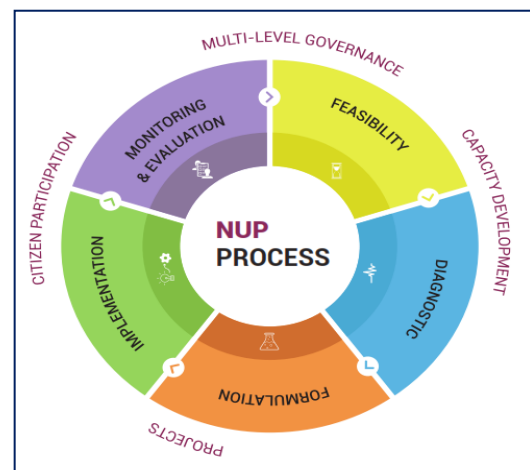 MULTI-LEVEL GOVERNANCE
CAPACITY DEVELOPMENT
PROJECTS
CITIZEN PARTICIPATION
FEASIBILITY
DIAGNOSTIC
FORMULATION
IMPLEMENTATION
MONITORING
& EVALUATION
NUP
PROCESS